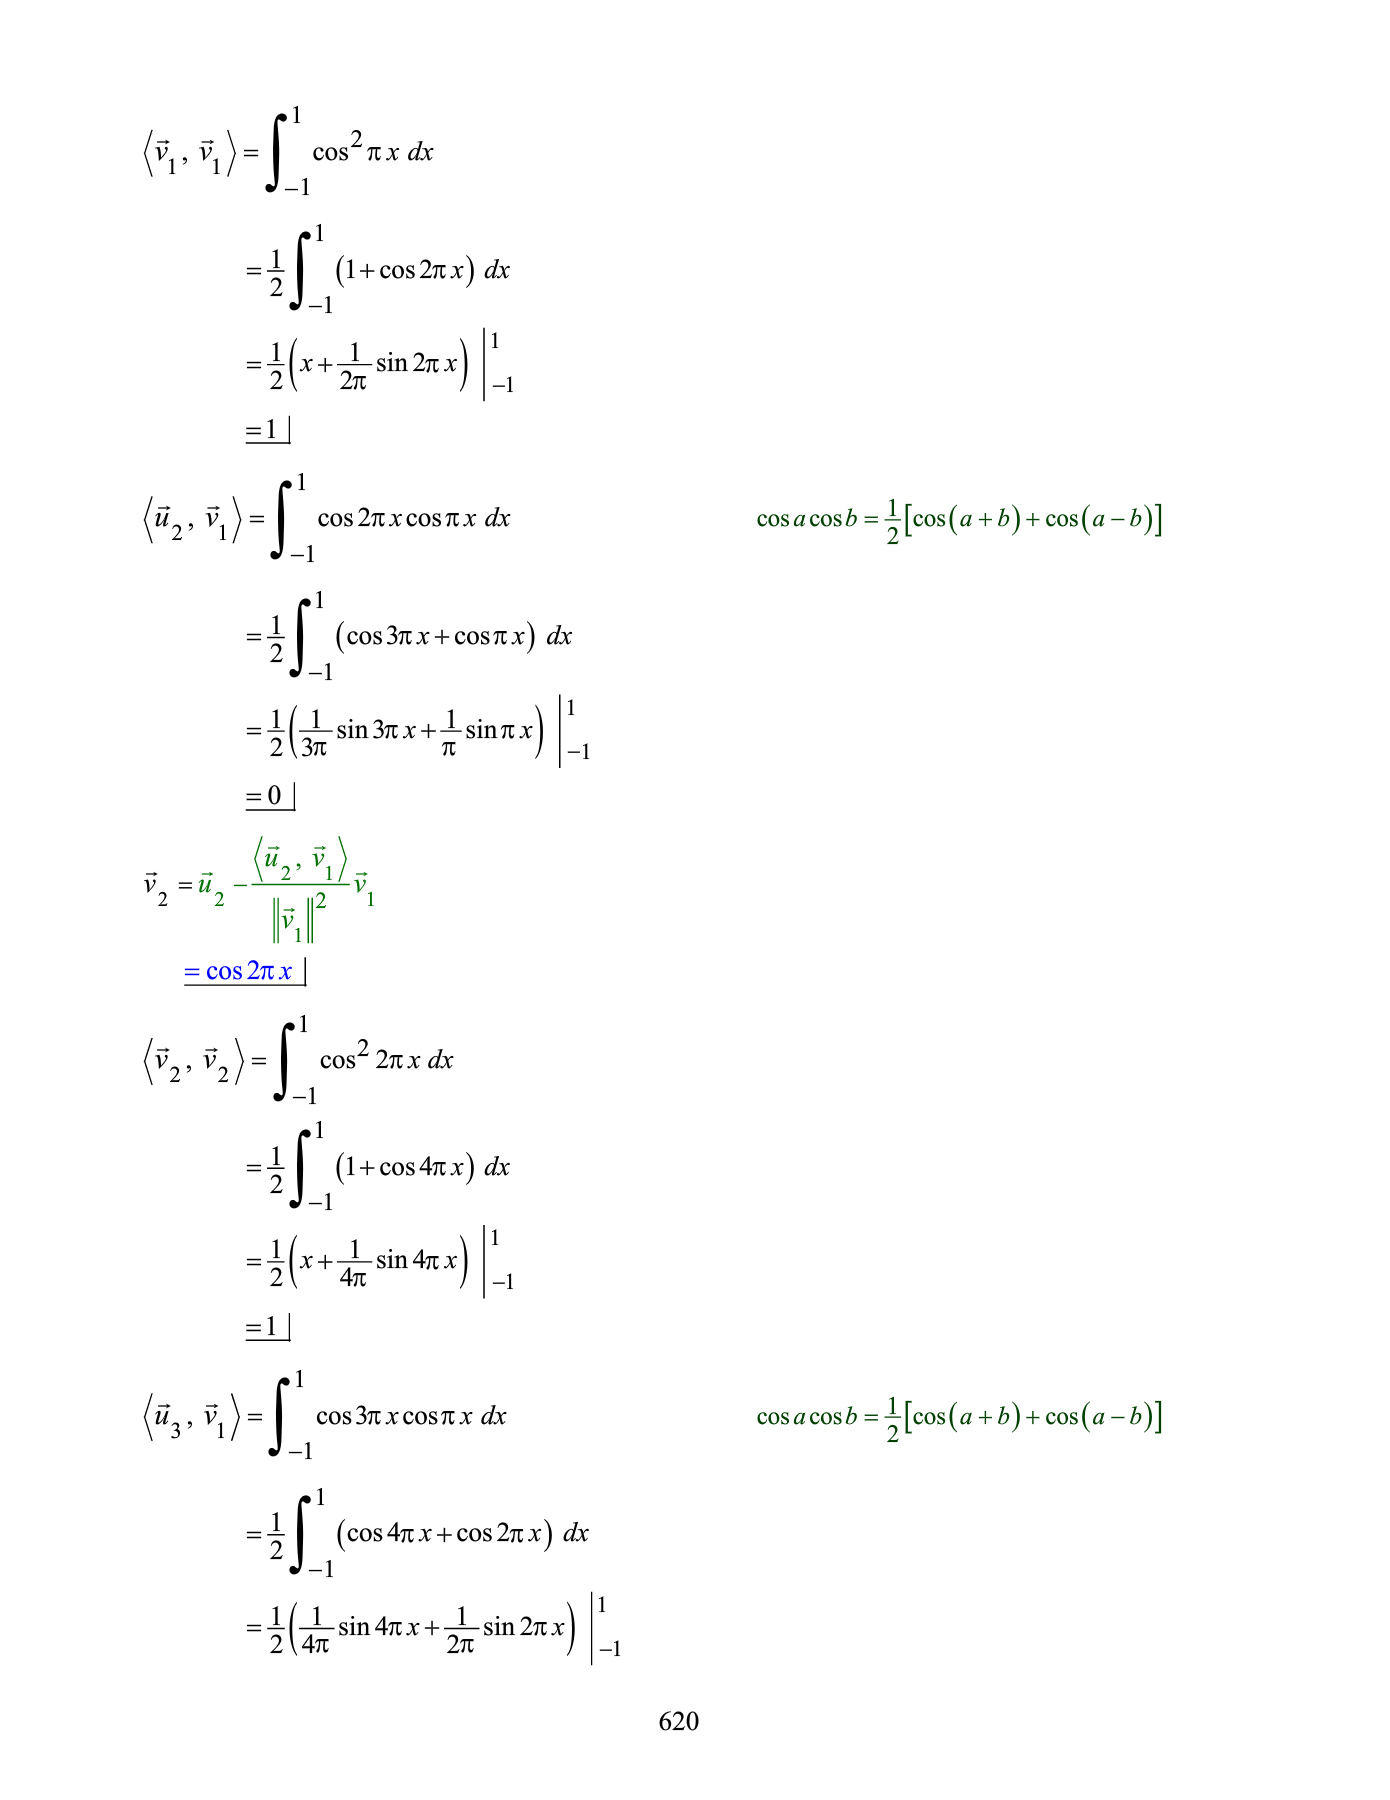 ⟨v⃗₁, v⃗₁⟩ = ∫₋₁¹ cos² πx dx
= 1/2 ∫₋₁¹ (1 + cos 2πx) dx
= 1/2 (x + 1/(2π) sin 2πx) |₋₁¹
= 1
⟨u⃗₂, v⃗₁⟩ = ∫₋₁¹ cos 2πx cos πx dx    cos a cos b = 1/2 [cos(a + b) + cos(a − b)]
= 1/2 ∫₋₁¹ (cos 3πx + cos πx) dx
= 1/2 (1/(3π) sin 3πx + 1/π sin πx) |₋₁¹
= 0
v⃗₂ = u⃗₂ − ⟨u⃗₂, v⃗₁⟩/‖v⃗₁‖² v⃗₁
= cos 2πx
⟨v⃗₂, v⃗₂⟩ = ∫₋₁¹ cos² 2πx dx
= 1/2 ∫₋₁¹ (1 + cos 4πx) dx
= 1/2 (x + 1/(4π) sin 4πx) |₋₁¹
= 1
⟨u⃗₃, v⃗₁⟩ = ∫₋₁¹ cos 3πx cos πx dx    cos a cos b = 1/2 [cos(a + b) + cos(a − b)]
= 1/2 ∫₋₁¹ (cos 4πx + cos 2πx) dx
= 1/2 (1/(4π) sin 4πx + 1/(2π) sin 2πx) |₋₁¹
620